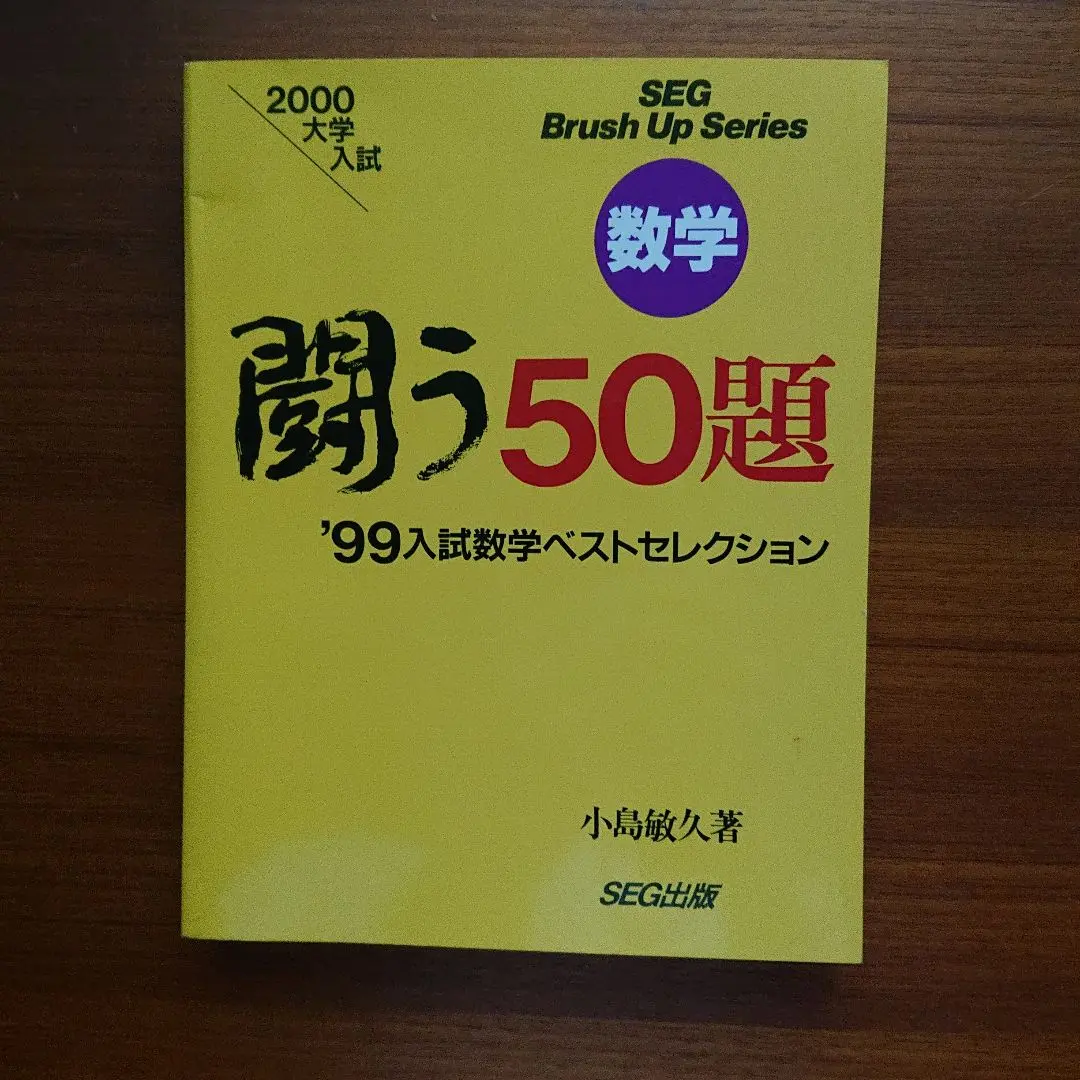 2000
大学
入試
SEG
Brush Up Series
数学
闘う50題
'99入試数学ベストセレクション
小島敏久著
SEG出版